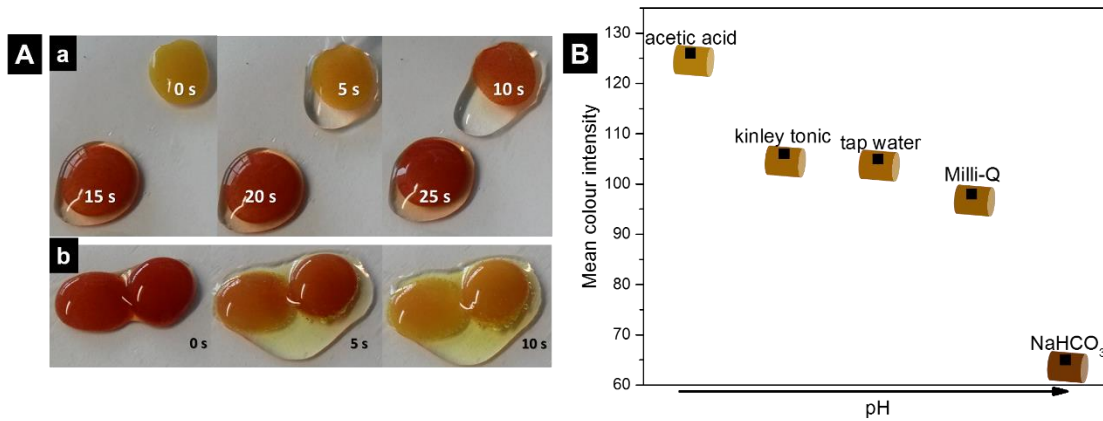 A
a
0 s
5 s
10 s
15 s
20 s
25 s
b
0 s
5 s
10 s
B
Mean colour intensity
130
120
110
100
90
80
70
60
acetic acid
kinley tonic
tap water
Milli-Q
NaHCO₃
pH